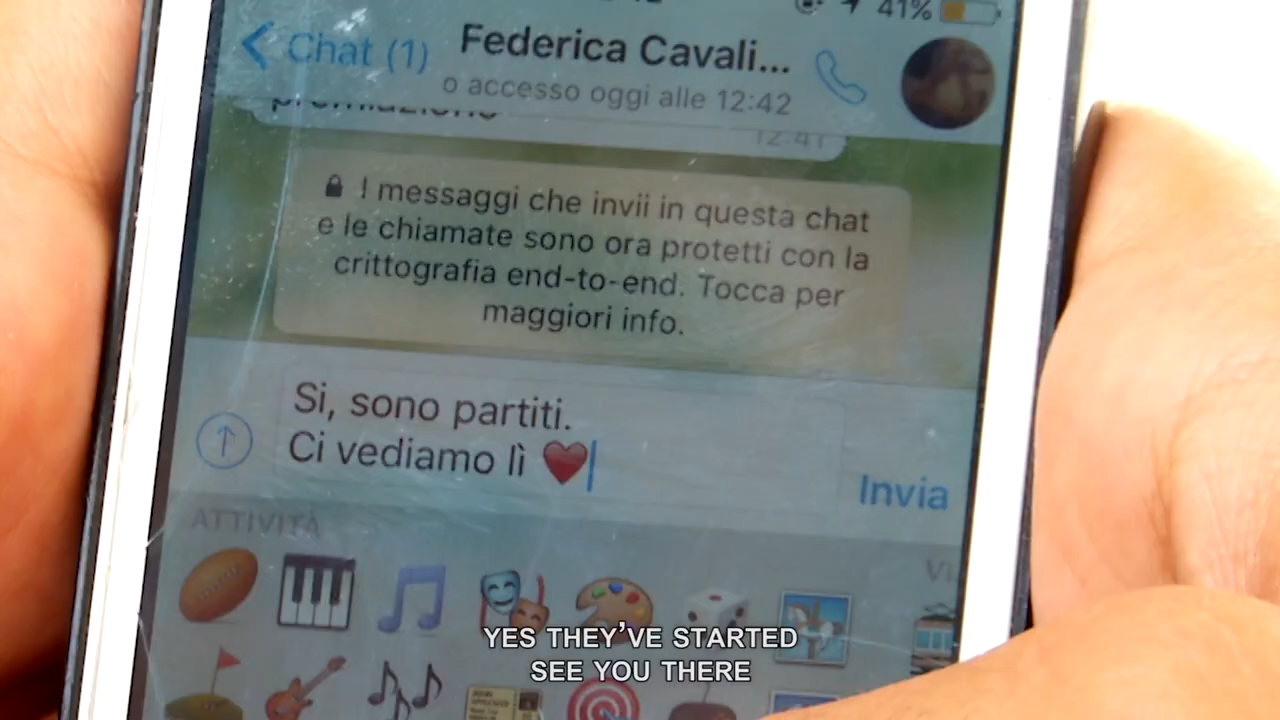 41%
Chat (1)
Federica Cavali...
o accesso oggi alle 12:42
premiazione
12:41
I messaggi che invii in questa chat
e le chiamate sono ora protetti con la
crittografia end-to-end. Tocca per
maggiori info.
Si, sono partiti.
Ci vediamo lì ❤️
Invia
ATTIVITÀ
YES THEY'VE STARTED
SEE YOU THERE